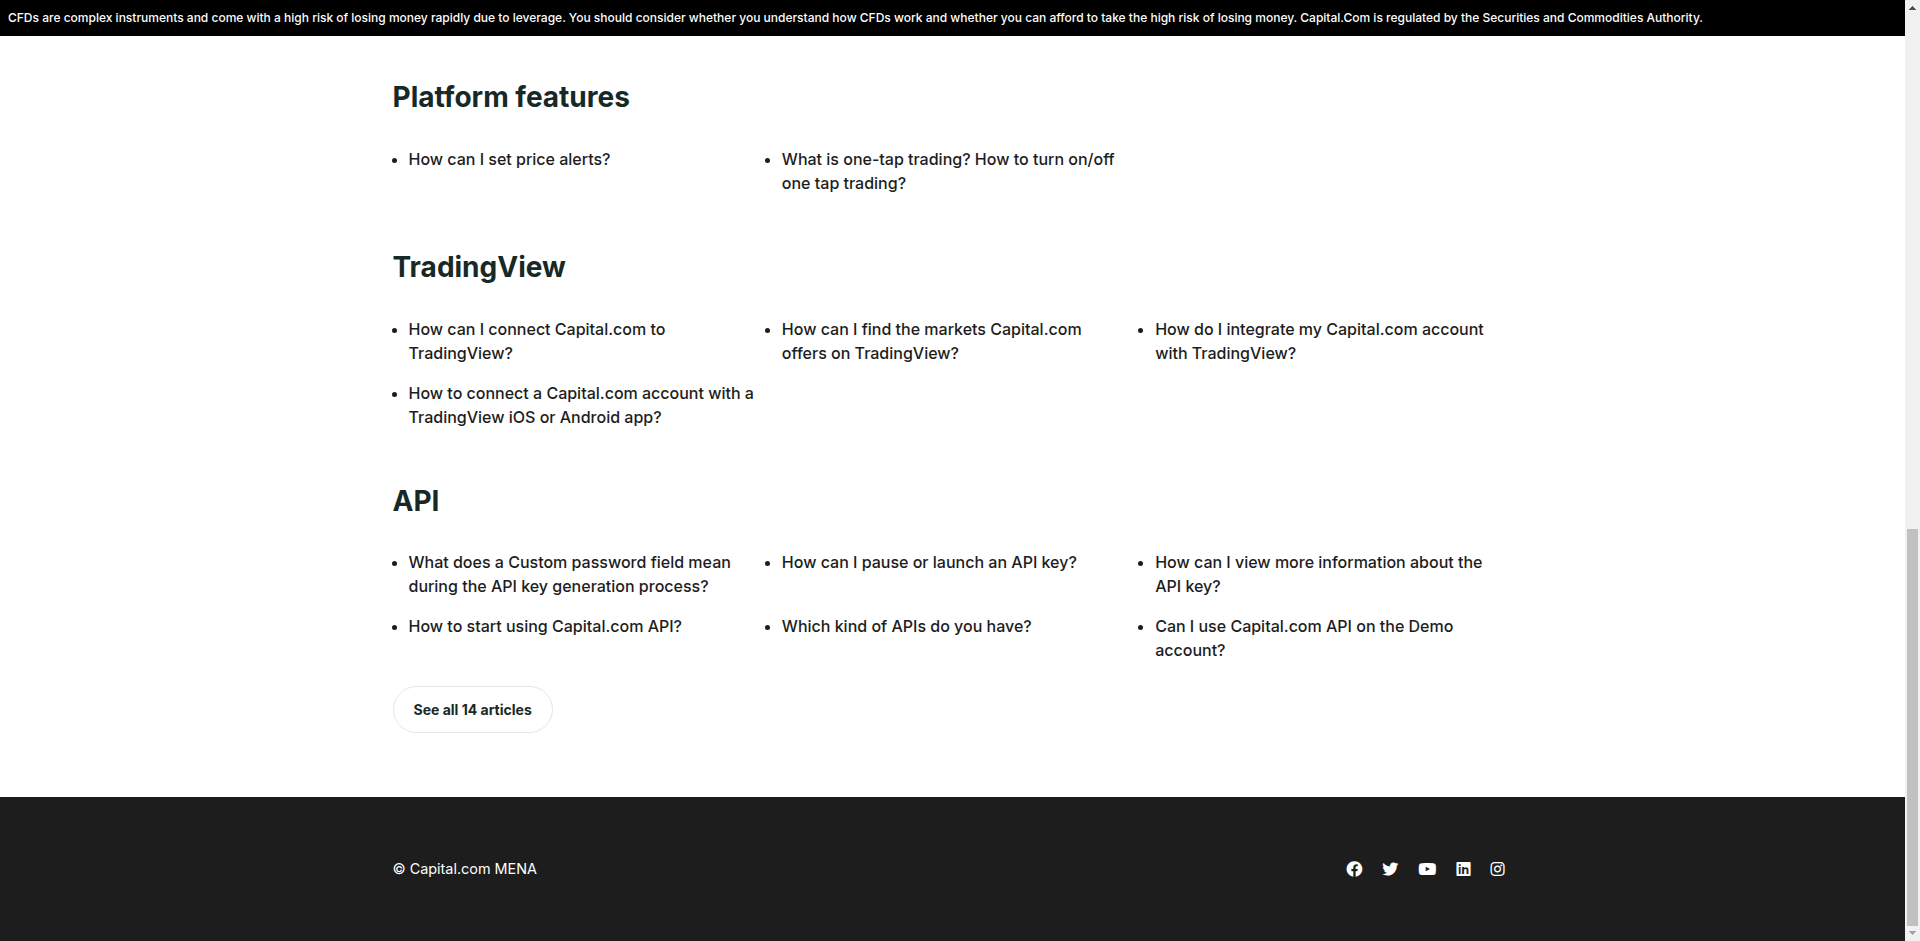 CFDs are complex instruments and come with a high risk of losing money rapidly due to leverage. You should consider whether you understand how CFDs work and whether you can afford to take the high risk of losing money. Capital.Com is regulated by the Securities and Commodities Authority.
Platform features
How can I set price alerts?
What is one-tap trading? How to turn on/off
one tap trading?
TradingView
How can I connect Capital.com to
TradingView?
How can I find the markets Capital.com
offers on TradingView?
How do I integrate my Capital.com account
with TradingView?
How to connect a Capital.com account with a
TradingView iOS or Android app?
API
What does a Custom password field mean
during the API key generation process?
How can I pause or launch an API key?
How can I view more information about the
API key?
How to start using Capital.com API?
Which kind of APIs do you have?
Can I use Capital.com API on the Demo
account?
See all 14 articles
© Capital.com MENA